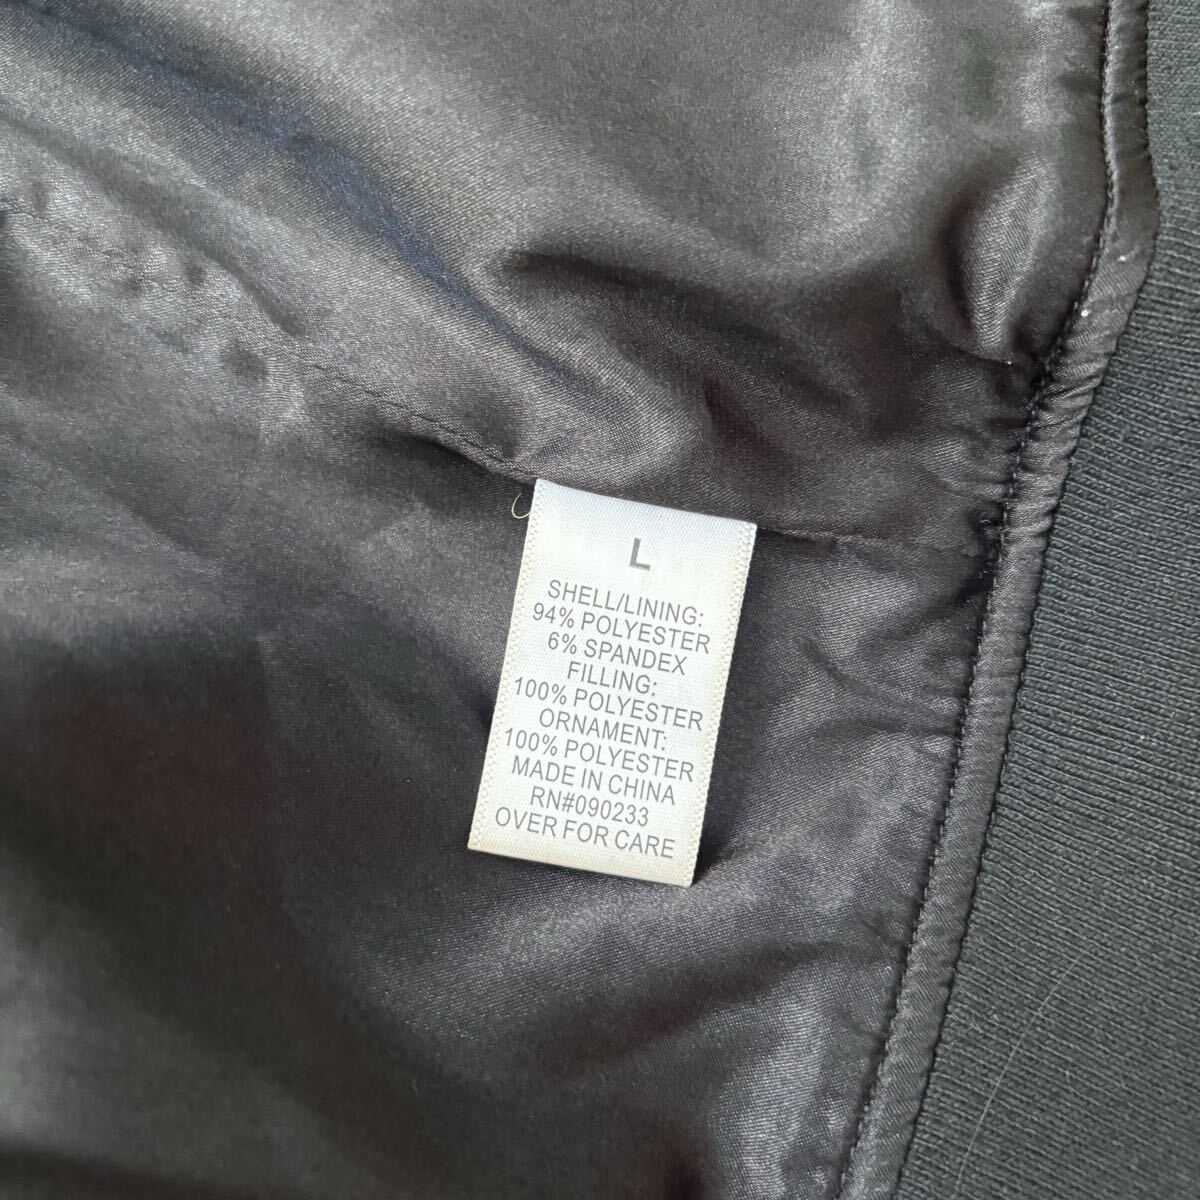 L
SHELL/LINING:
94% POLYESTER
6% SPANDEX
FILLING:
100% POLYESTER
ORNAMENT:
100% POLYESTER
MADE IN CHINA
RN#090233
OVER FOR CARE